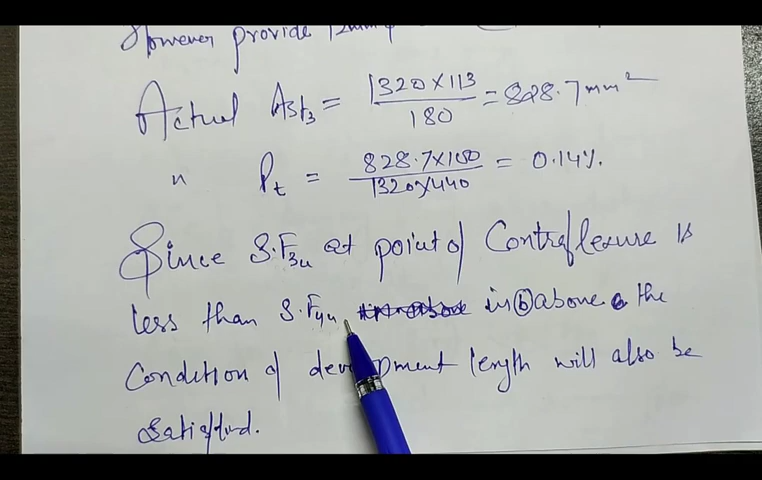 However provide 12mm φ
Actual Ast₃ = 1320×113 / 180 = 828.7 mm²
" Pt = 828.7×100 / 1320×440 = 0.14%.
Since S.F₃u at point of Contraflexure is
less than S.F₄u in ⓑ above the
Condition of development length will also be
Satisfied.